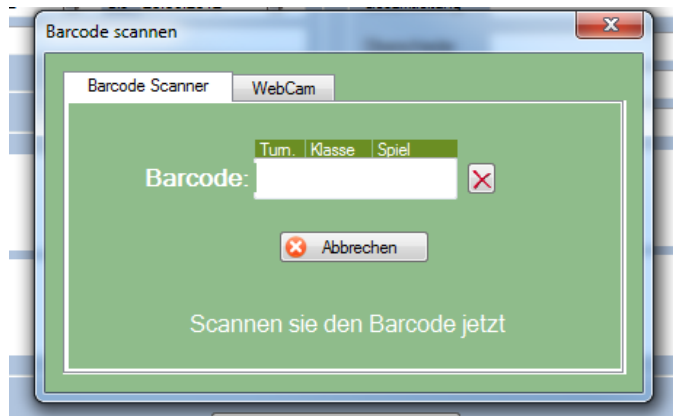 Barcode scannen
Barcode Scanner WebCam
Turn. Klasse Spiel
Barcode:
Abbrechen
Scannen sie den Barcode jetzt